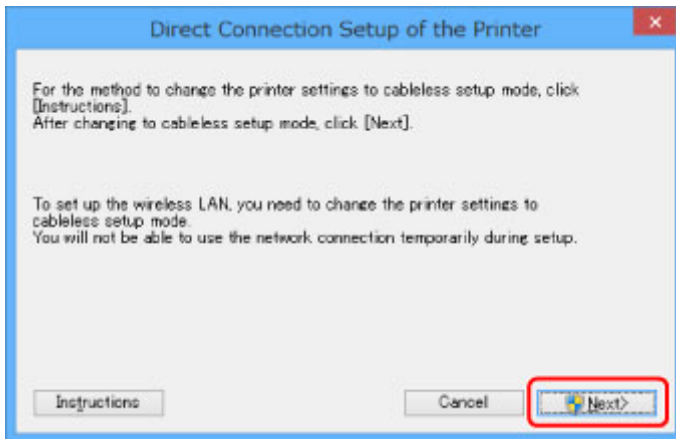 Direct Connection Setup of the Printer
For the method to change the printer settings to cableless setup mode, click
[Instructions].
After changing to cableless setup mode, click [Next].
To set up the wireless LAN, you need to change the printer settings to
cableless setup mode.
You will not be able to use the network connection temporarily during setup.
Instructions Cancel Next>